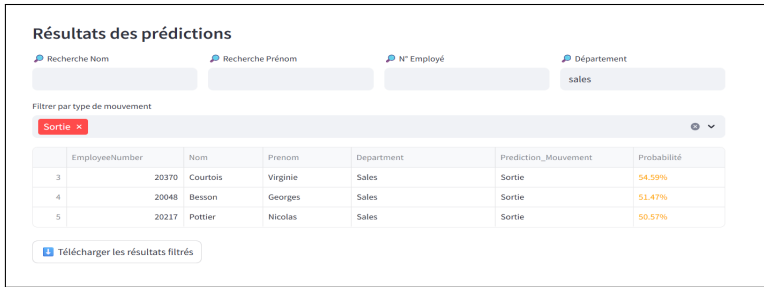 Résultats des prédictions
Recherche Nom Recherche Prénom N° Employé Département
sales
Filtrer par type de mouvement
Sortie ×
EmployeeNumber Nom Prenom Department Prediction_Mouvement Probabilité
3 20370 Courtois Virginie Sales Sortie 54.59%
4 20048 Besson Georges Sales Sortie 51.47%
5 20217 Pottier Nicolas Sales Sortie 50.57%
Télécharger les résultats filtrés